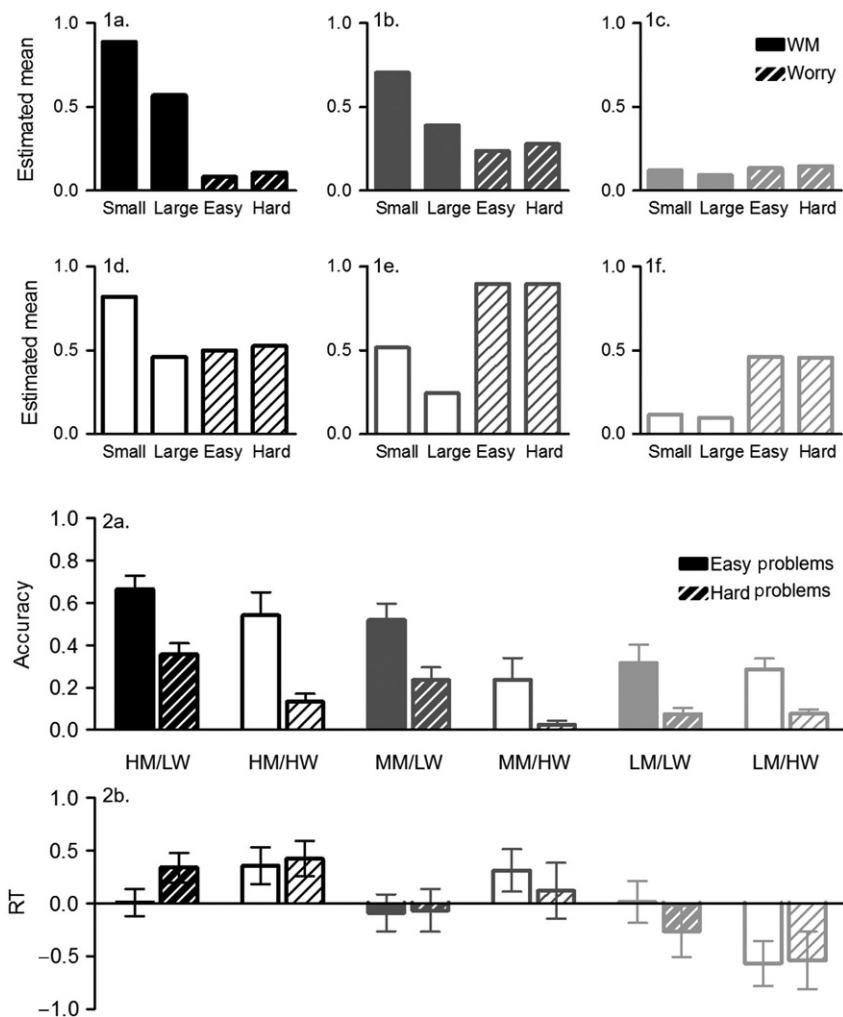 1a.
1b.
1c.
Estimated mean
1.0
0.5
0.0
Small Large Easy Hard
1.0
0.5
0.0
Small Large Easy Hard
1.0
0.5
0.0
Small Large Easy Hard
WM
Worry
1d.
1e.
1f.
Estimated mean
1.0
0.5
0.0
Small Large Easy Hard
1.0
0.5
0.0
Small Large Easy Hard
1.0
0.5
0.0
Small Large Easy Hard
2a.
Accuracy
1.0
0.8
0.6
0.4
0.2
0.0
Easy problems
Hard problems
HM/LW HM/HW MM/LW MM/HW LM/LW LM/HW
2b.
RT
1.0
0.5
0.0
−0.5
−1.0